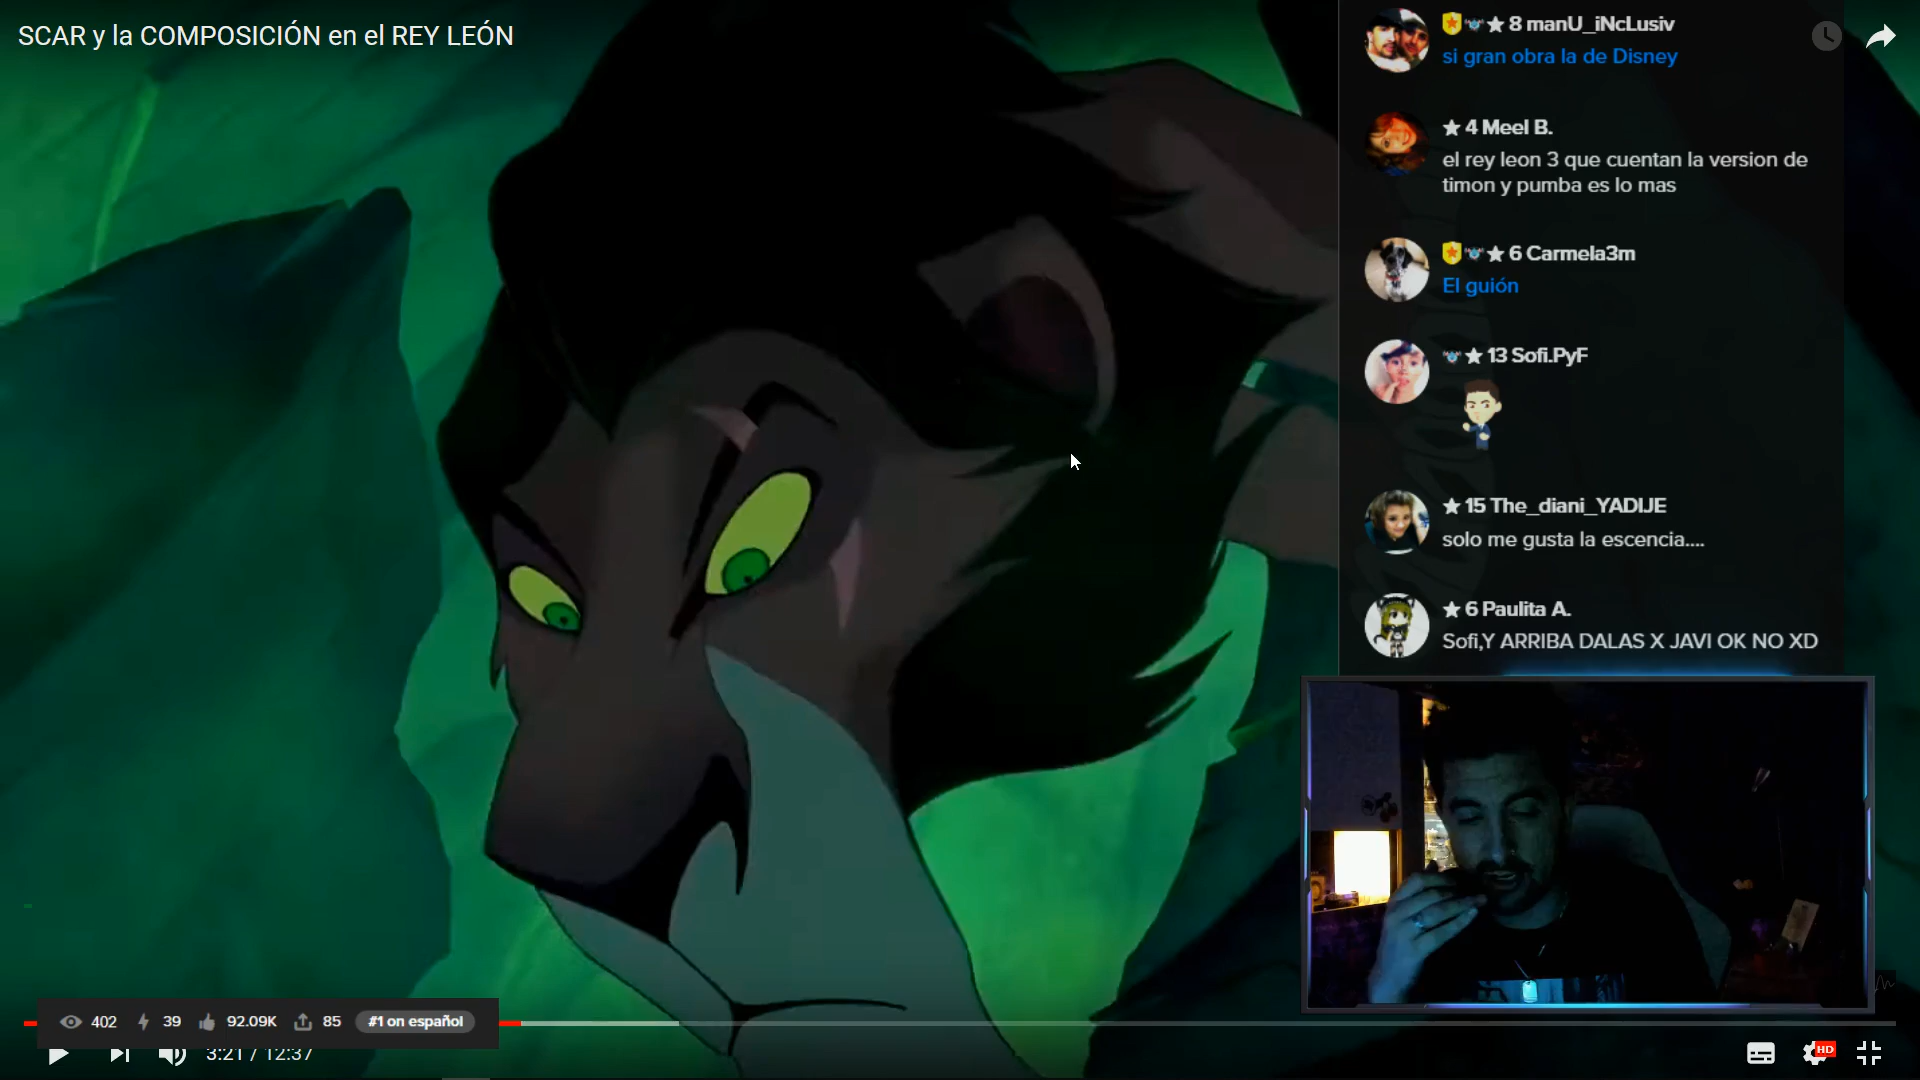 SCAR y la COMPOSICIÓN en el REY LEÓN
8 manU_iNcLusiv
si gran obra la de Disney
4 Meel B.
el rey leon 3 que cuentan la version de
timon y pumba es lo mas
6 Carmela3m
El guión
13 Sofi.PyF
15 The_diani_YADIJE
solo me gusta la escencia....
6 Paulita A.
Sofi,Y ARRIBA DALAS X JAVI OK NO XD
402 39 92.09K 85 #1 on español
3:21 / 12:37
HD